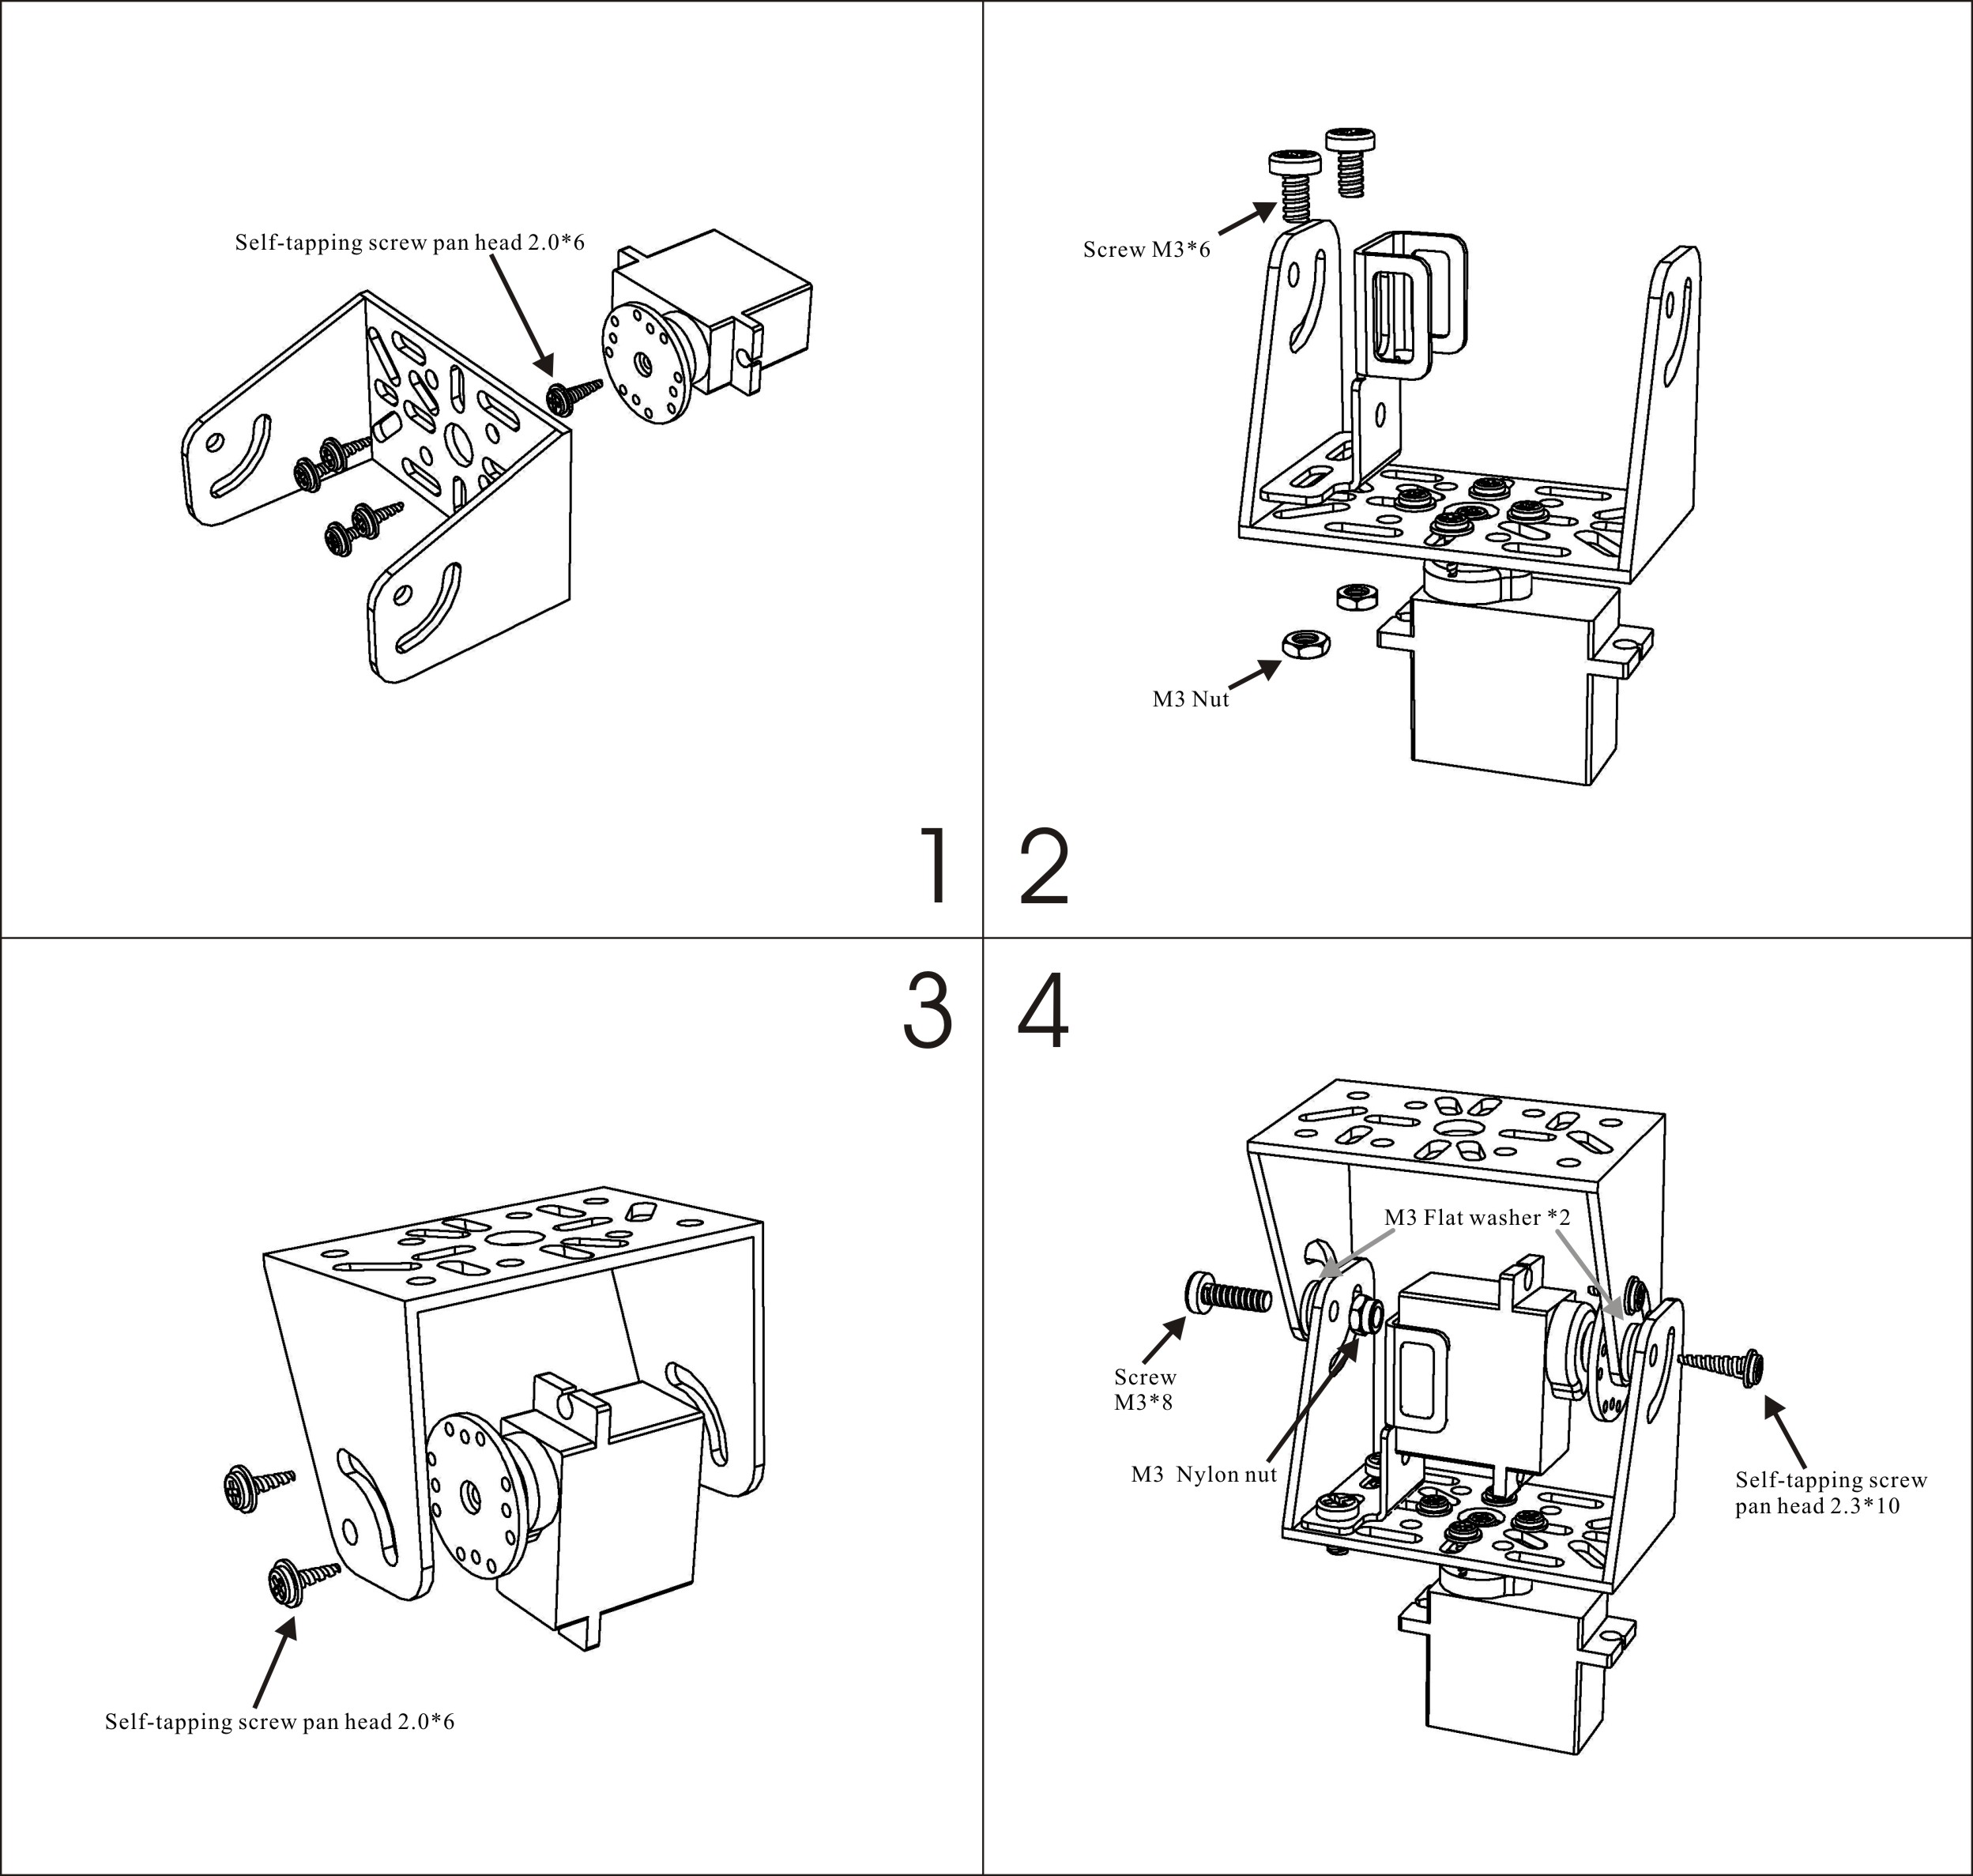 Self-tapping screw pan head 2.0*6
1
Screw M3*6
M3 Nut
2
3
Self-tapping screw pan head 2.0*6
4
M3 Flat washer *2
Screw
M3*8
M3 Nylon nut
Self-tapping screw
pan head 2.3*10